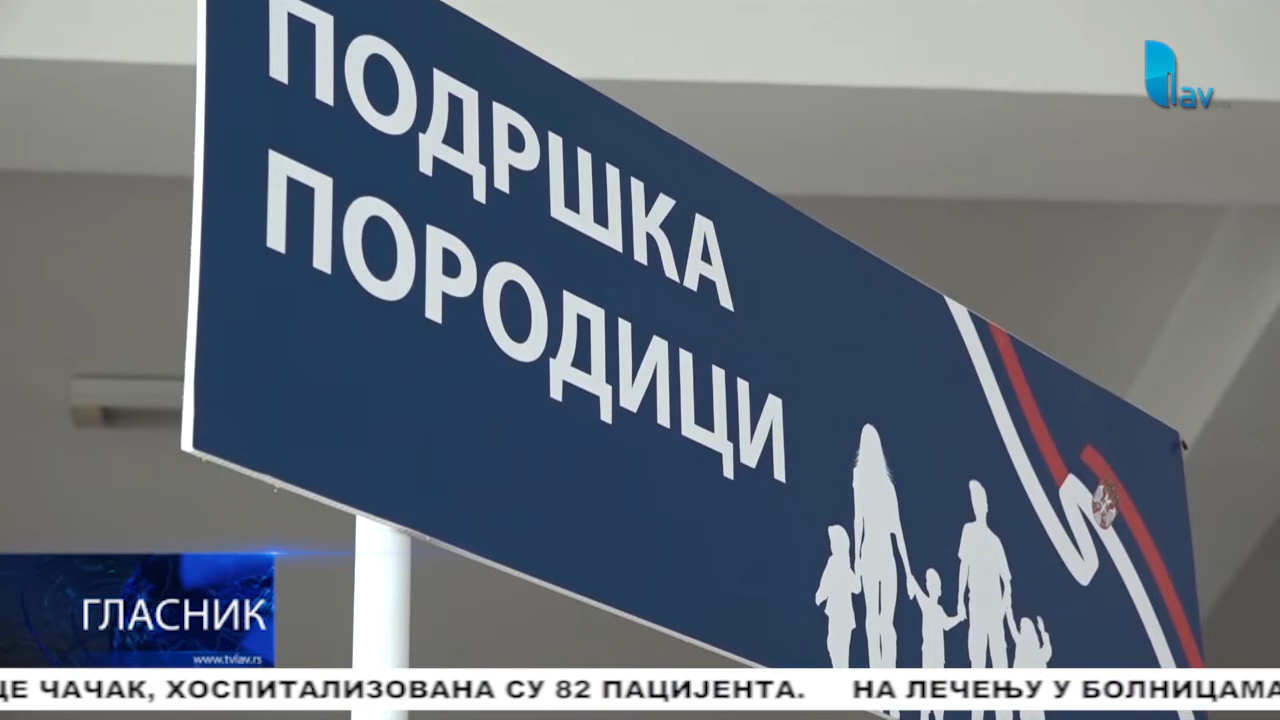 ПОДРШКА
ПОРОДИЦИ
lav
ГЛАСНИК
www.tvlav.rs
ЧАЧАК, ХОСПИТАЛИЗОВАНА СУ 82 ПАЦИЈЕНТА. НА ЛЕЧЕЊУ У БОЛНИЦАМА